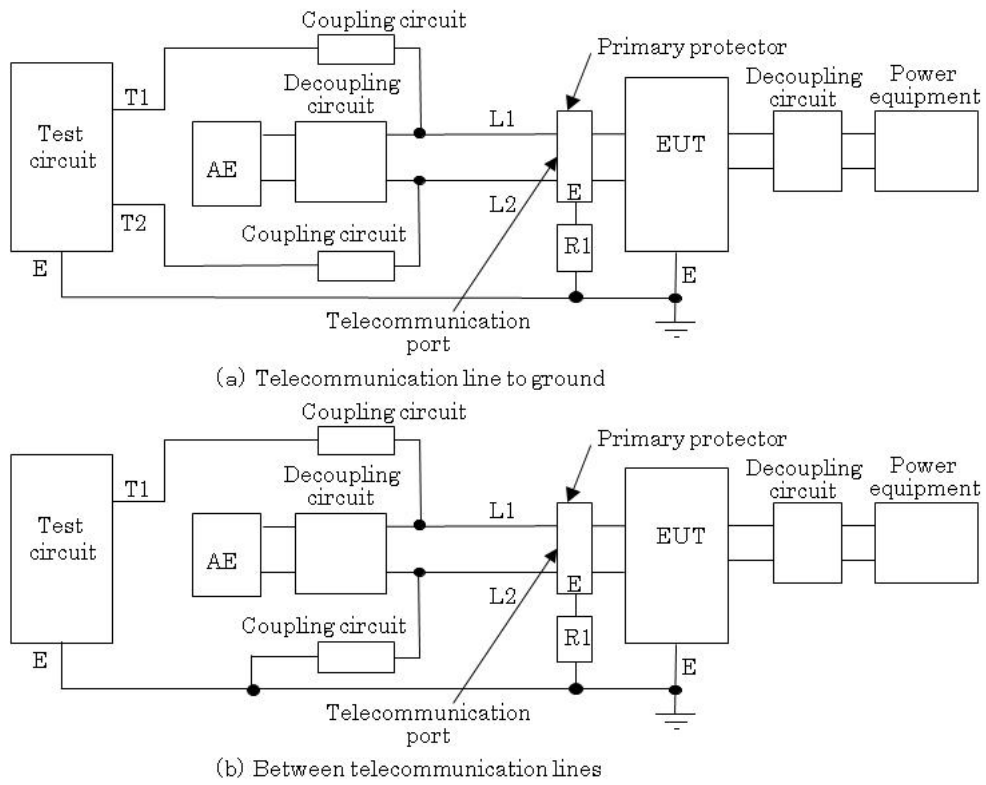 Coupling circuit
Primary protector
Decoupling
circuit
Decoupling
circuit
Power
equipment
T1
L1
Test
circuit
AE
EUT
E
L2
T2
Coupling circuit
R1
E
E
Telecommunication
port
(a) Telecommunication line to ground
Coupling circuit
Primary protector
Decoupling
circuit
Decoupling
circuit
Power
equipment
T1
L1
Test
circuit
AE
EUT
E
L2
Coupling circuit
R1
E
E
Telecommunication
port
(b) Between telecommunication lines